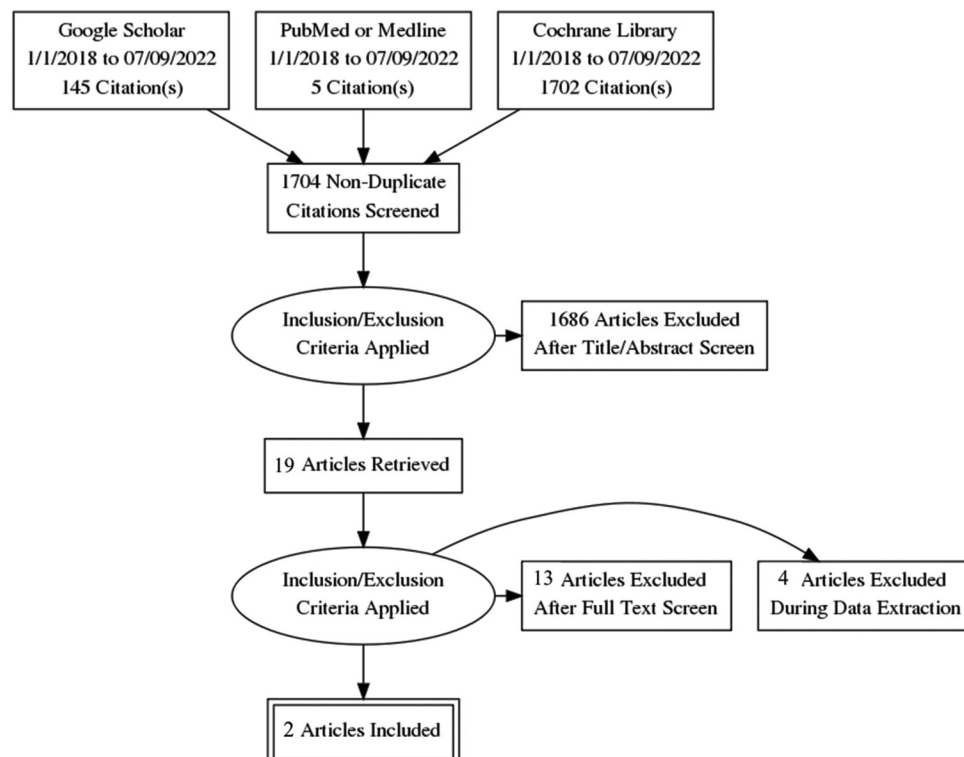 Google Scholar
1/1/2018 to 07/09/2022
145 Citation(s)
PubMed or Medline
1/1/2018 to 07/09/2022
5 Citation(s)
Cochrane Library
1/1/2018 to 07/09/2022
1702 Citation(s)
1704 Non-Duplicate
Citations Screened
Inclusion/Exclusion
Criteria Applied
1686 Articles Excluded
After Title/Abstract Screen
19 Articles Retrieved
Inclusion/Exclusion
Criteria Applied
13 Articles Excluded
After Full Text Screen
4 Articles Excluded
During Data Extraction
2 Articles Included